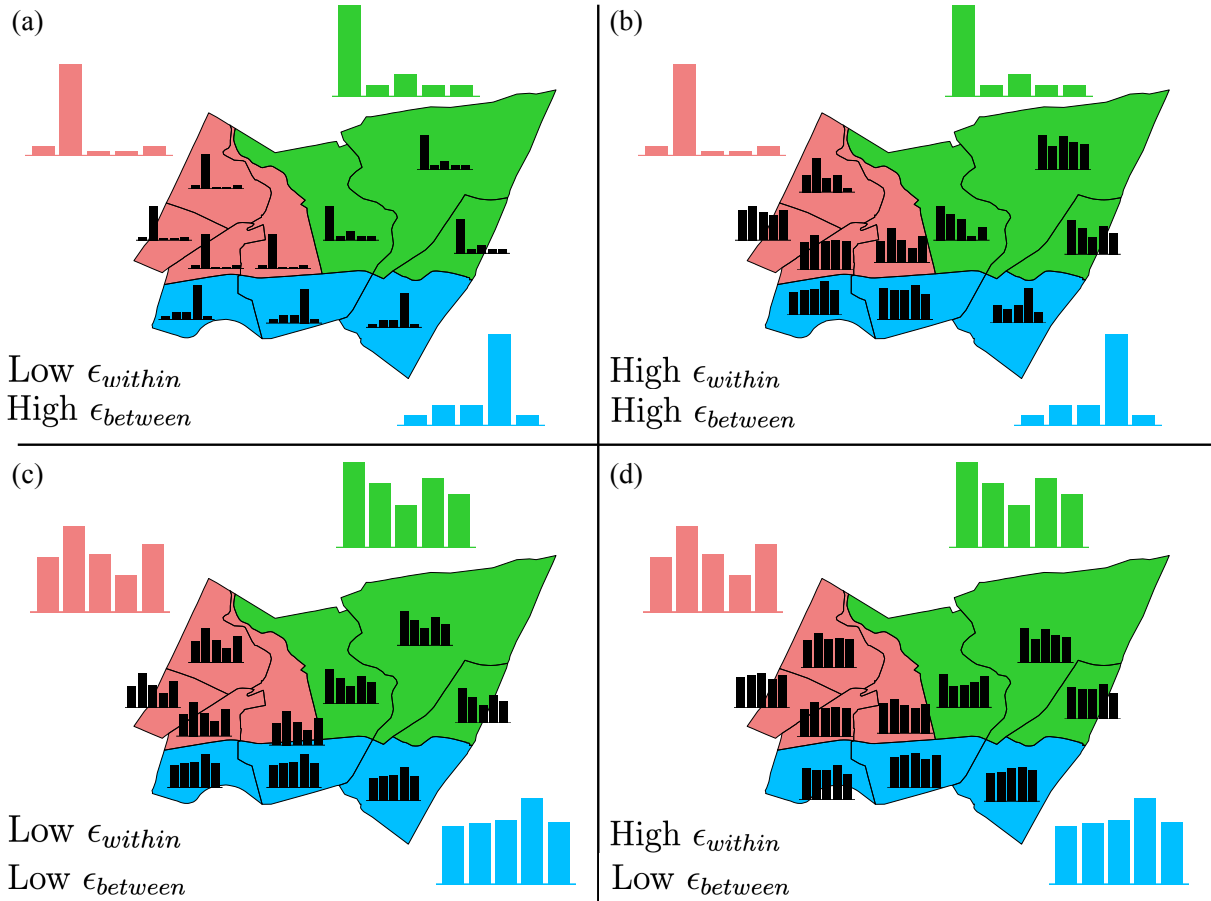 (a)
Low ϵ_within
High ϵ_between
(b)
High ϵ_within
High ϵ_between
(c)
Low ϵ_within
Low ϵ_between
(d)
High ϵ_within
Low ϵ_between